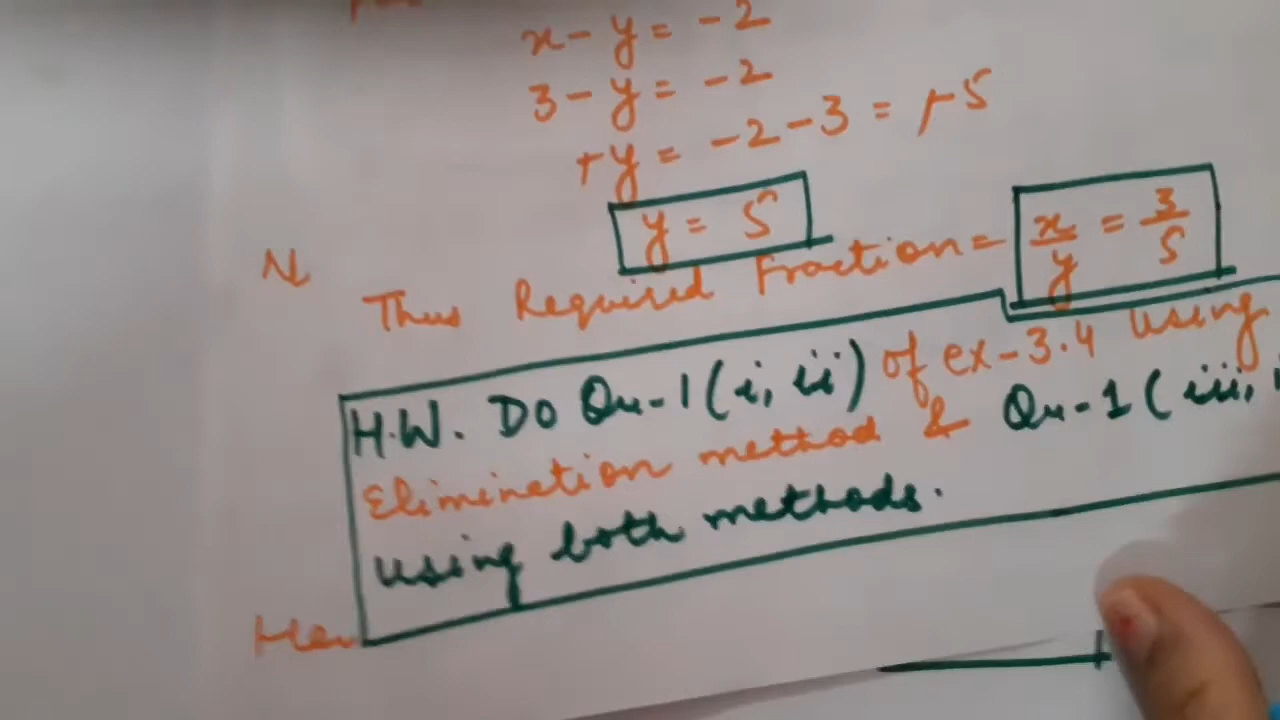 x - y = -2
3 - y = -2
+y = -2 - 3 = -5
y = 5
Thus Required Fraction = x/y = 3/5
H.W. Do Qu-1 (i, ii) of ex-3.4 using
Elimination method & Qu-1 (iii,
using both methods.